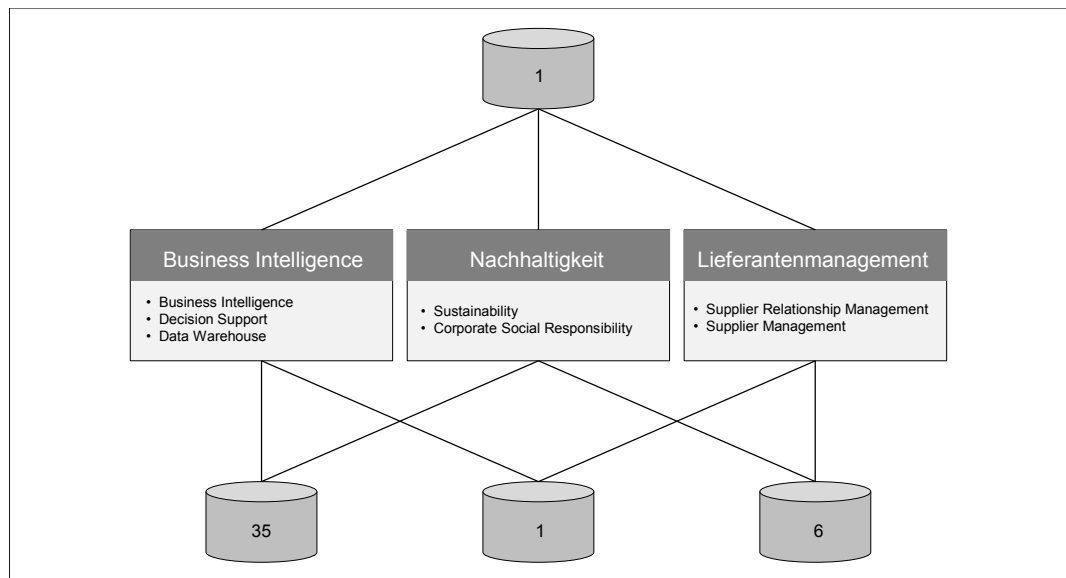 1
Business Intelligence
• Business Intelligence
• Decision Support
• Data Warehouse
Nachhaltigkeit
• Sustainability
• Corporate Social Responsibility
Lieferantenmanagement
• Supplier Relationship Management
• Supplier Management
35
1
6